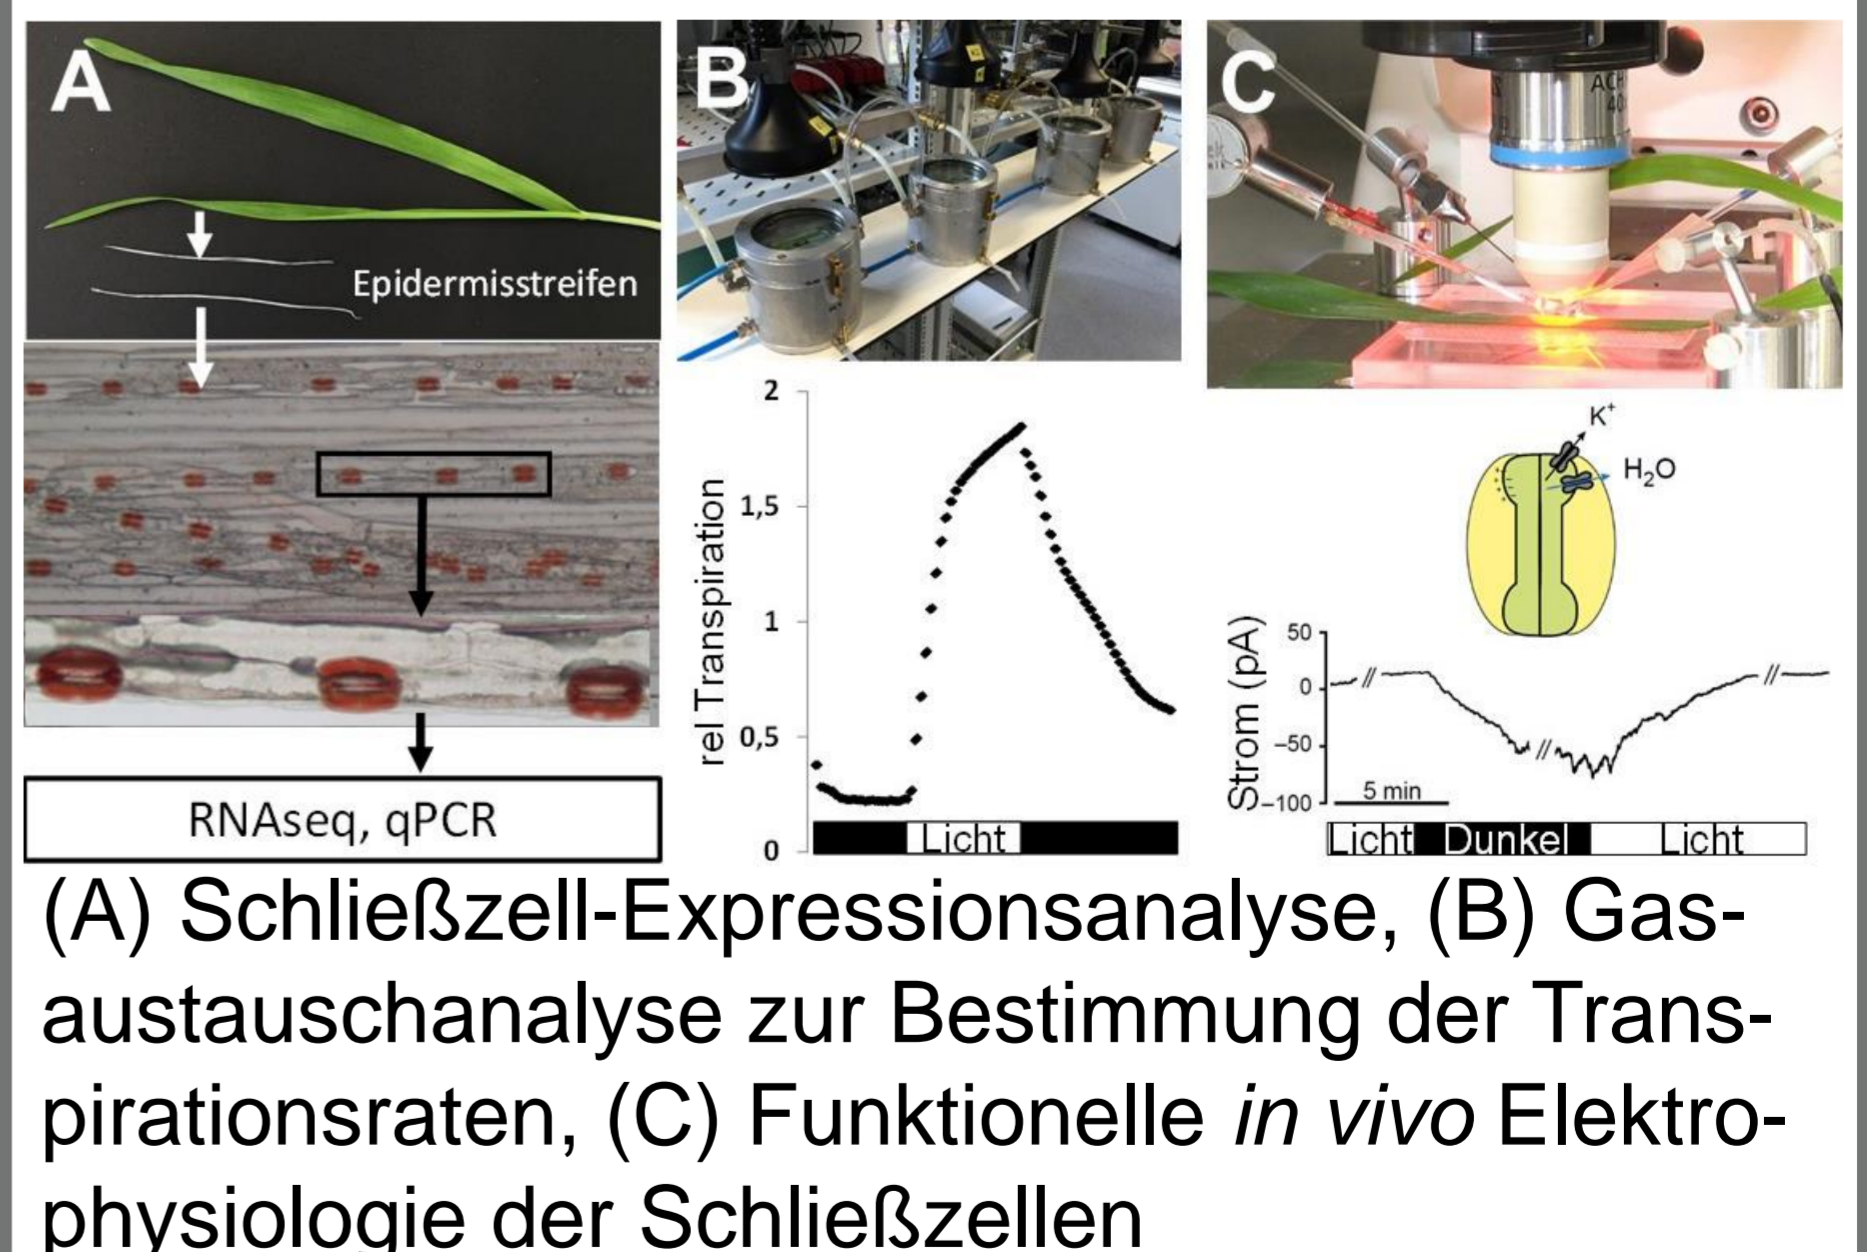 A
Epidermisstreifen
RNAseq, qPCR
B
2
1,5
1
0,5
0
rel Transpiration
Licht
C
K+
H2O
Strom (pA)
50
0
–50
–100
5 min
Licht
Dunkel
Licht
(A) Schließzell-Expressionsanalyse, (B) Gas-
austauschanalyse zur Bestimmung der Trans-
pirationsraten, (C) Funktionelle in vivo Elektro-
physiologie der Schließzellen